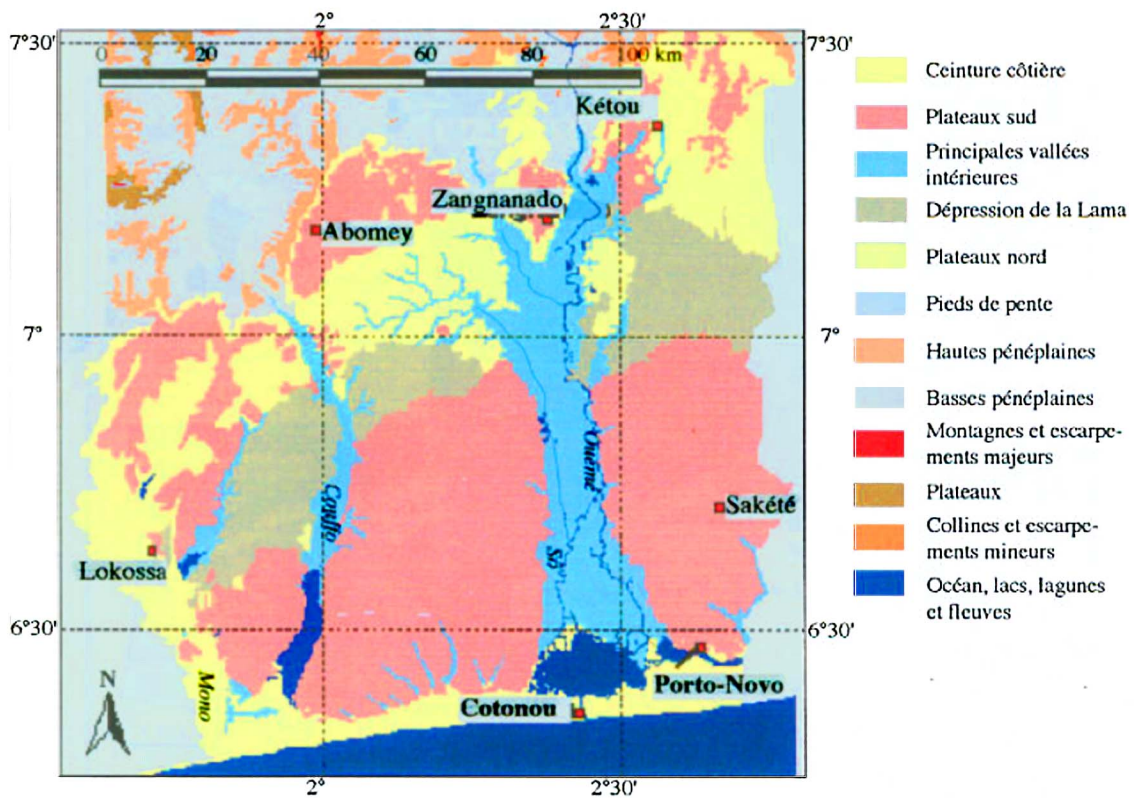 2°
2°30'
7°30'
7°30'
0 20 40 60 80 100 km
Kétou
Zangnanado
Abomey
7°
7°
Couffo
Ouémé
Sô
Sakété
Lokossa
6°30'
6°30'
Mono
N
Porto-Novo
Cotonou
2°
2°30'
Ceinture côtière
Plateaux sud
Principales vallées
intérieures
Dépression de la Lama
Plateaux nord
Pieds de pente
Hautes pénéplaines
Basses pénéplaines
Montagnes et escarpe-
ments majeurs
Plateaux
Collines et escarpe-
ments mineurs
Océan, lacs, lagunes
et fleuves